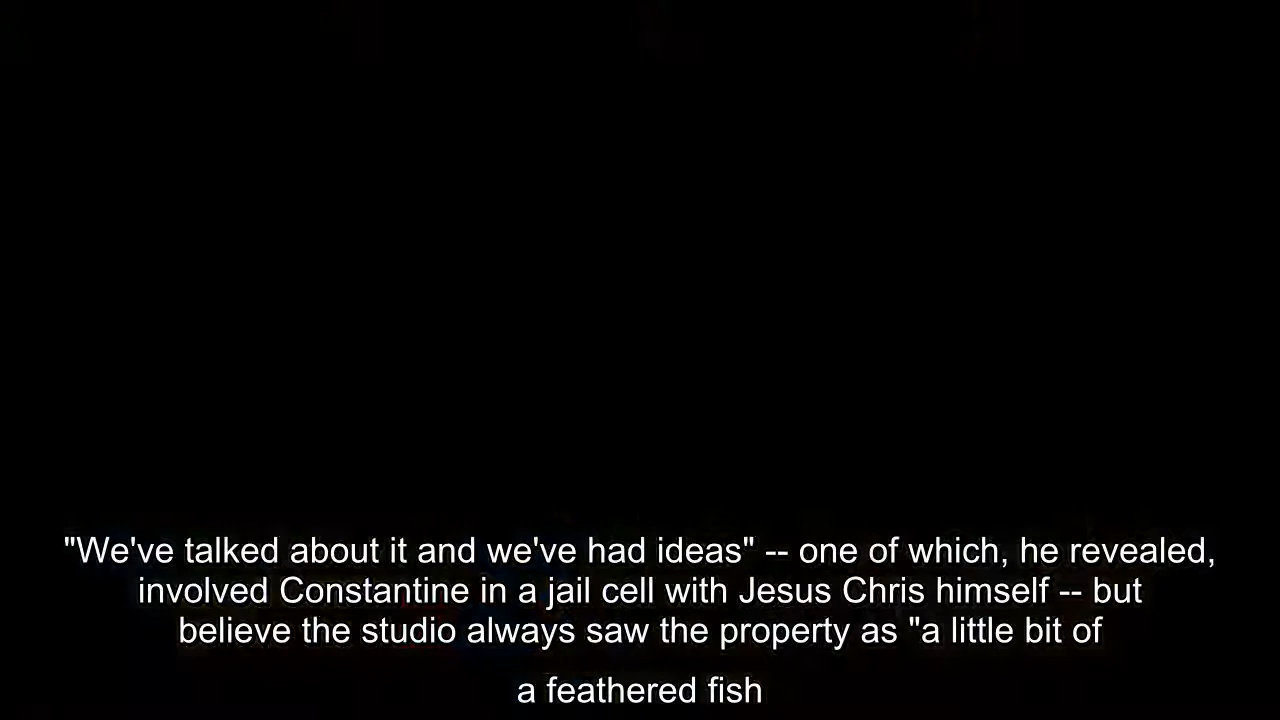 "We've talked about it and we've had ideas" -- one of which, he revealed,
involved Constantine in a jail cell with Jesus Chris himself -- but
believe the studio always saw the property as "a little bit of
a feathered fish